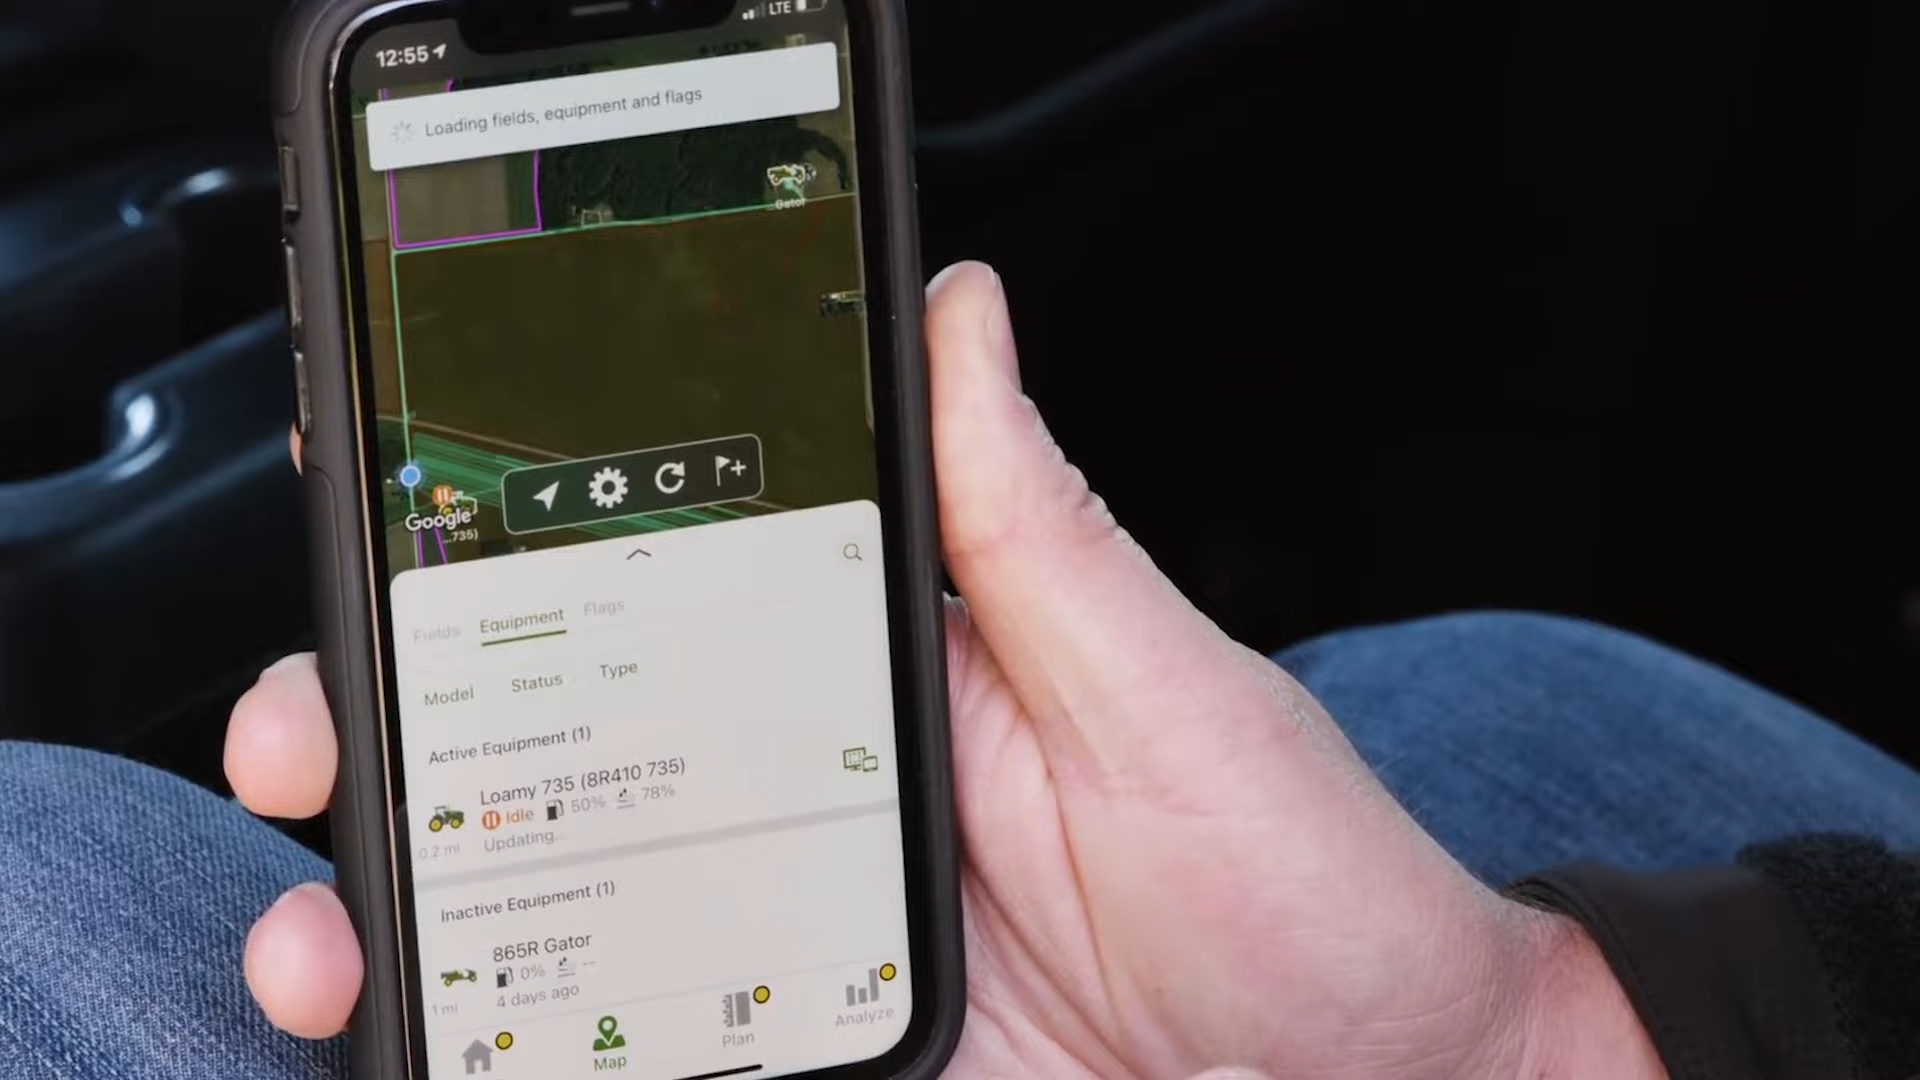 12:55
LTE
Loading fields, equipment and flags
Gator
Google
...735)
Fields Equipment Flags
Model Status Type
Active Equipment (1)
Loamy 735 (8R410 735)
Idle 50% 78%
0.2 mi Updating...
Inactive Equipment (1)
865R Gator
0% --
1 mi 4 days ago
Map Plan Analyze